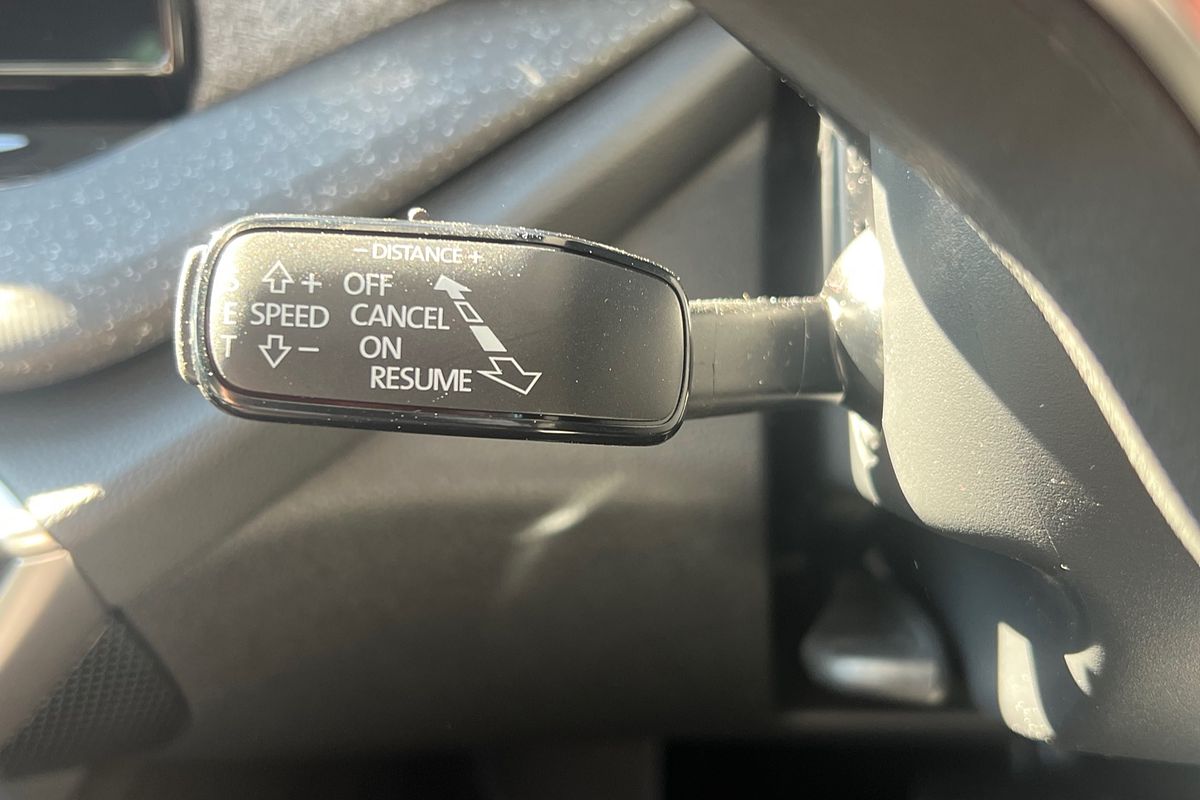 − DISTANCE +
S + OFF
E SPEED CANCEL
T − ON
RESUME